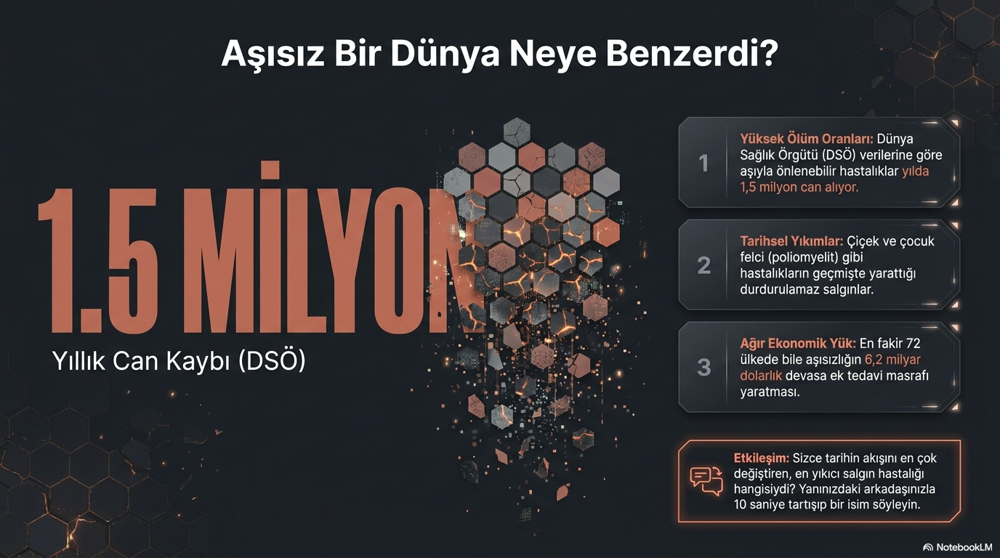 Aşısız Bir Dünya Neye Benzerdi?
1.5 MİLYON
Yıllık Can Kaybı (DSÖ)
1
Yüksek Ölüm Oranları: Dünya
Sağlık Örgütü (DSÖ) verilerine göre
aşıyla önlenebilir hastalıklar yılda
1,5 milyon can alıyor.
2
Tarihsel Yıkımlar: Çiçek ve çocuk
felci (poliomyelit) gibi
hastalıkların geçmişte yarattığı
durdurulamaz salgınlar.
3
Ağır Ekonomik Yük: En fakir 72
ülkede bile aşısızlığın 6,2 milyar
dolarlık devasa ek tedavi masrafı
yaratması.
Etkileşim: Sizce tarihin akışını en çok
değiştiren, en yıkıcı salgın hastalığı
hangisiydi? Yanınızdaki arkadaşınızla
10 saniye tartışıp bir isim söyleyin.
NotebookLM